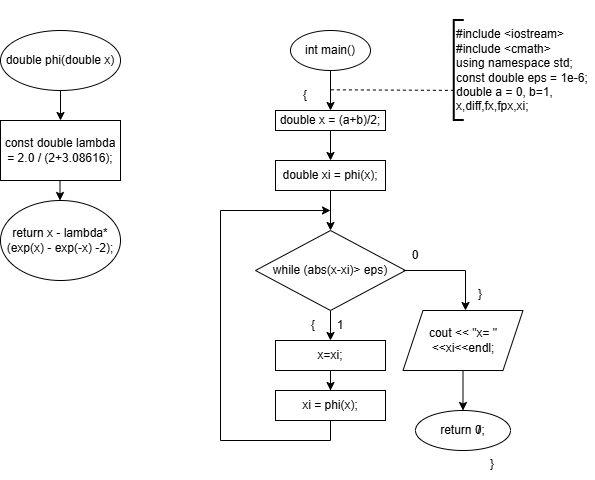 double phi(double x)
const double lambda
= 2.0 / (2+3.08616);
return x - lambda*
(exp(x) - exp(-x) -2);
int main()
{
#include <iostream>
#include <cmath>
using namespace std;
const double eps = 1e-6;
double a = 0, b=1,
x,diff,fx,fpx,xi;
double x = (a+b)/2;
double xi = phi(x);
while (abs(x-xi)> eps)
0
}
{ 1
x=xi;
xi = phi(x);
cout << "x= "
<<xi<<endl;
return
}